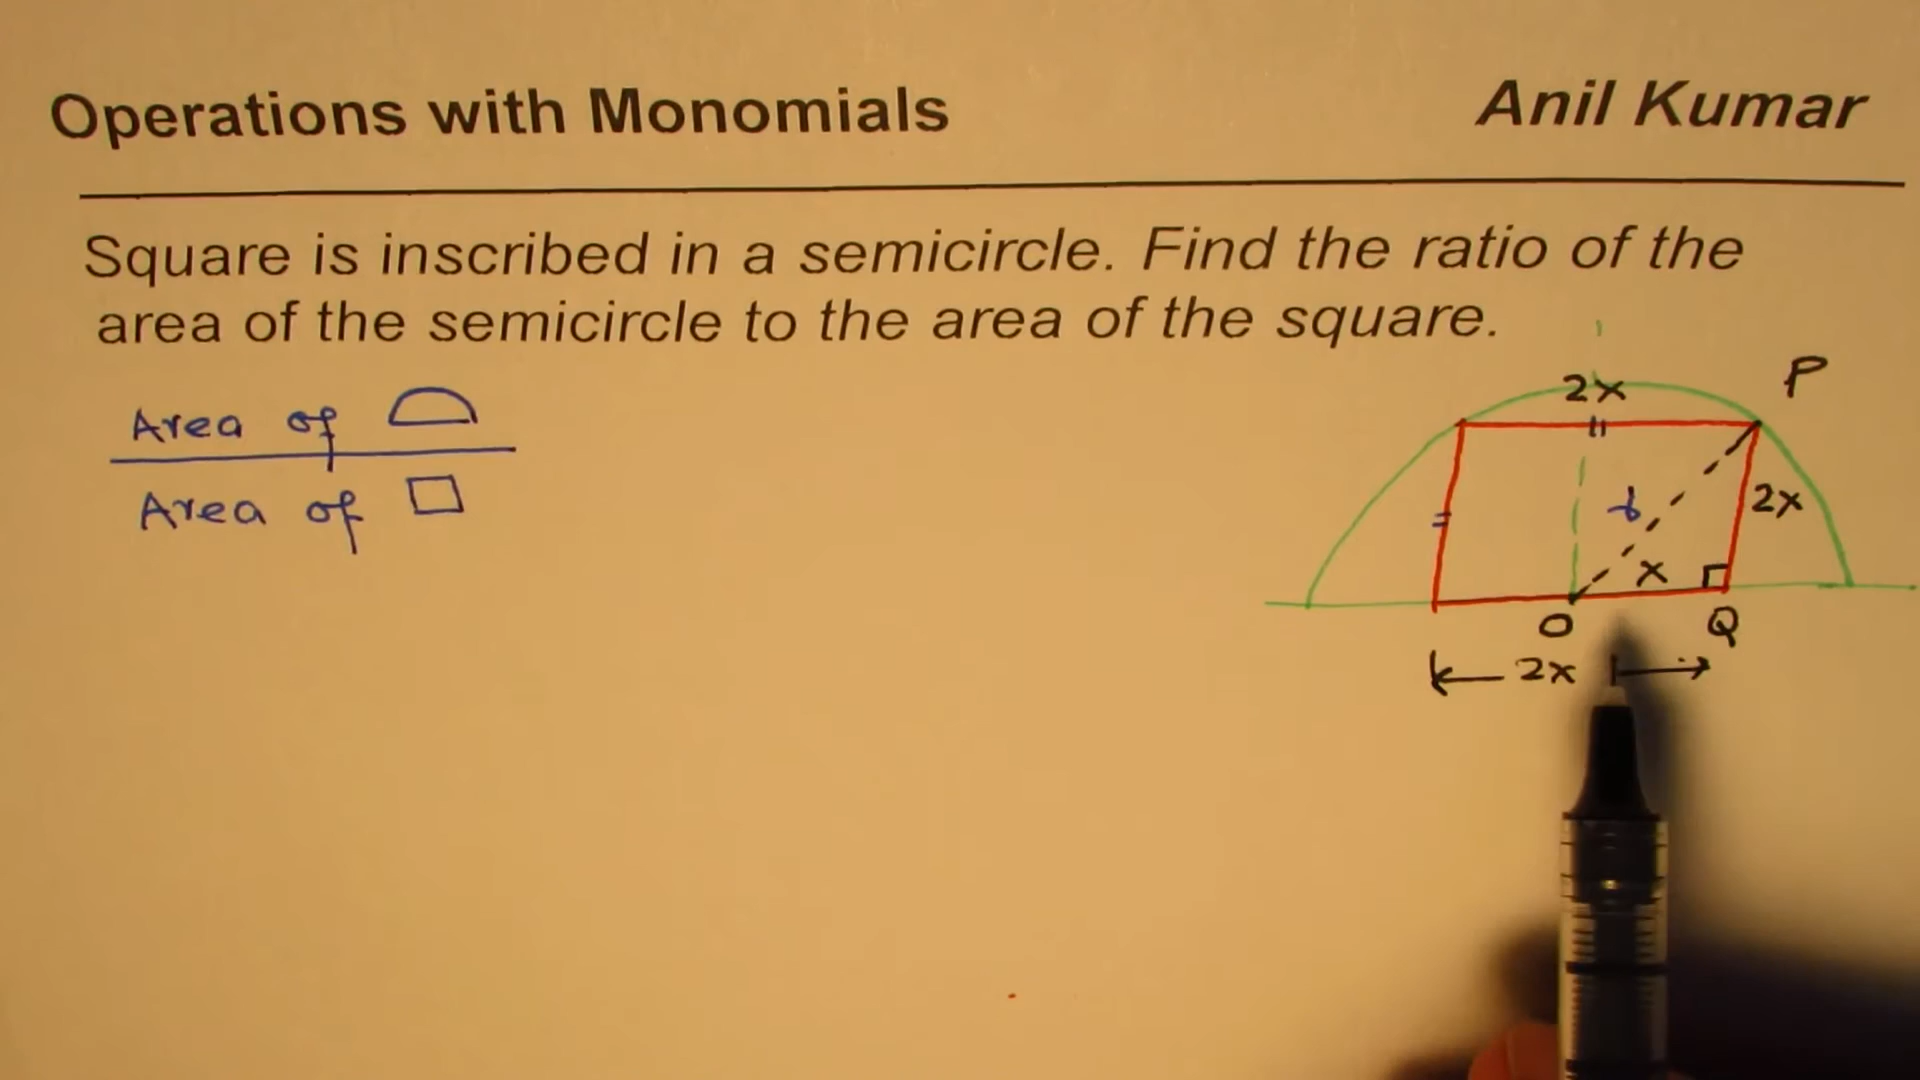 Operations with Monomials
Anil Kumar
Square is inscribed in a semicircle. Find the ratio of the
area of the semicircle to the area of the square.
Area of
Area of
2x
P
2x
x
O
Q
2x